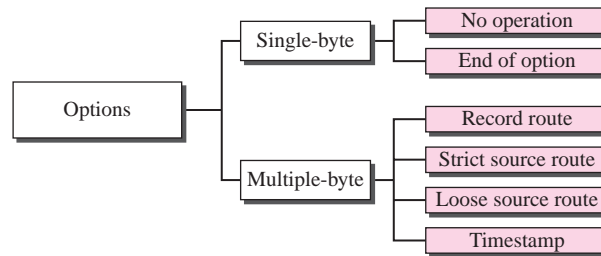 Options
Single-byte
No operation
End of option
Multiple-byte
Record route
Strict source route
Loose source route
Timestamp